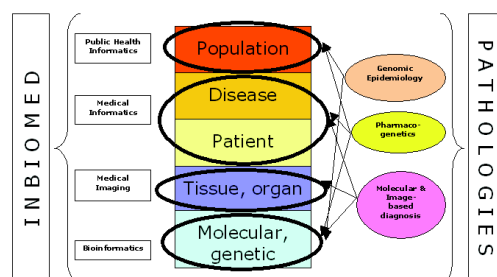 INBIOMED
Public Health
Informatics
Medical
Informatics
Medical
Imaging
Bioinformatics
Population
Disease
Patient
Tissue, organ
Molecular,
genetic
Genomic
Epidemiology
Pharmaco-
genetics
Molecular &
Image-
based
diagnosis
PATHOLOGIES